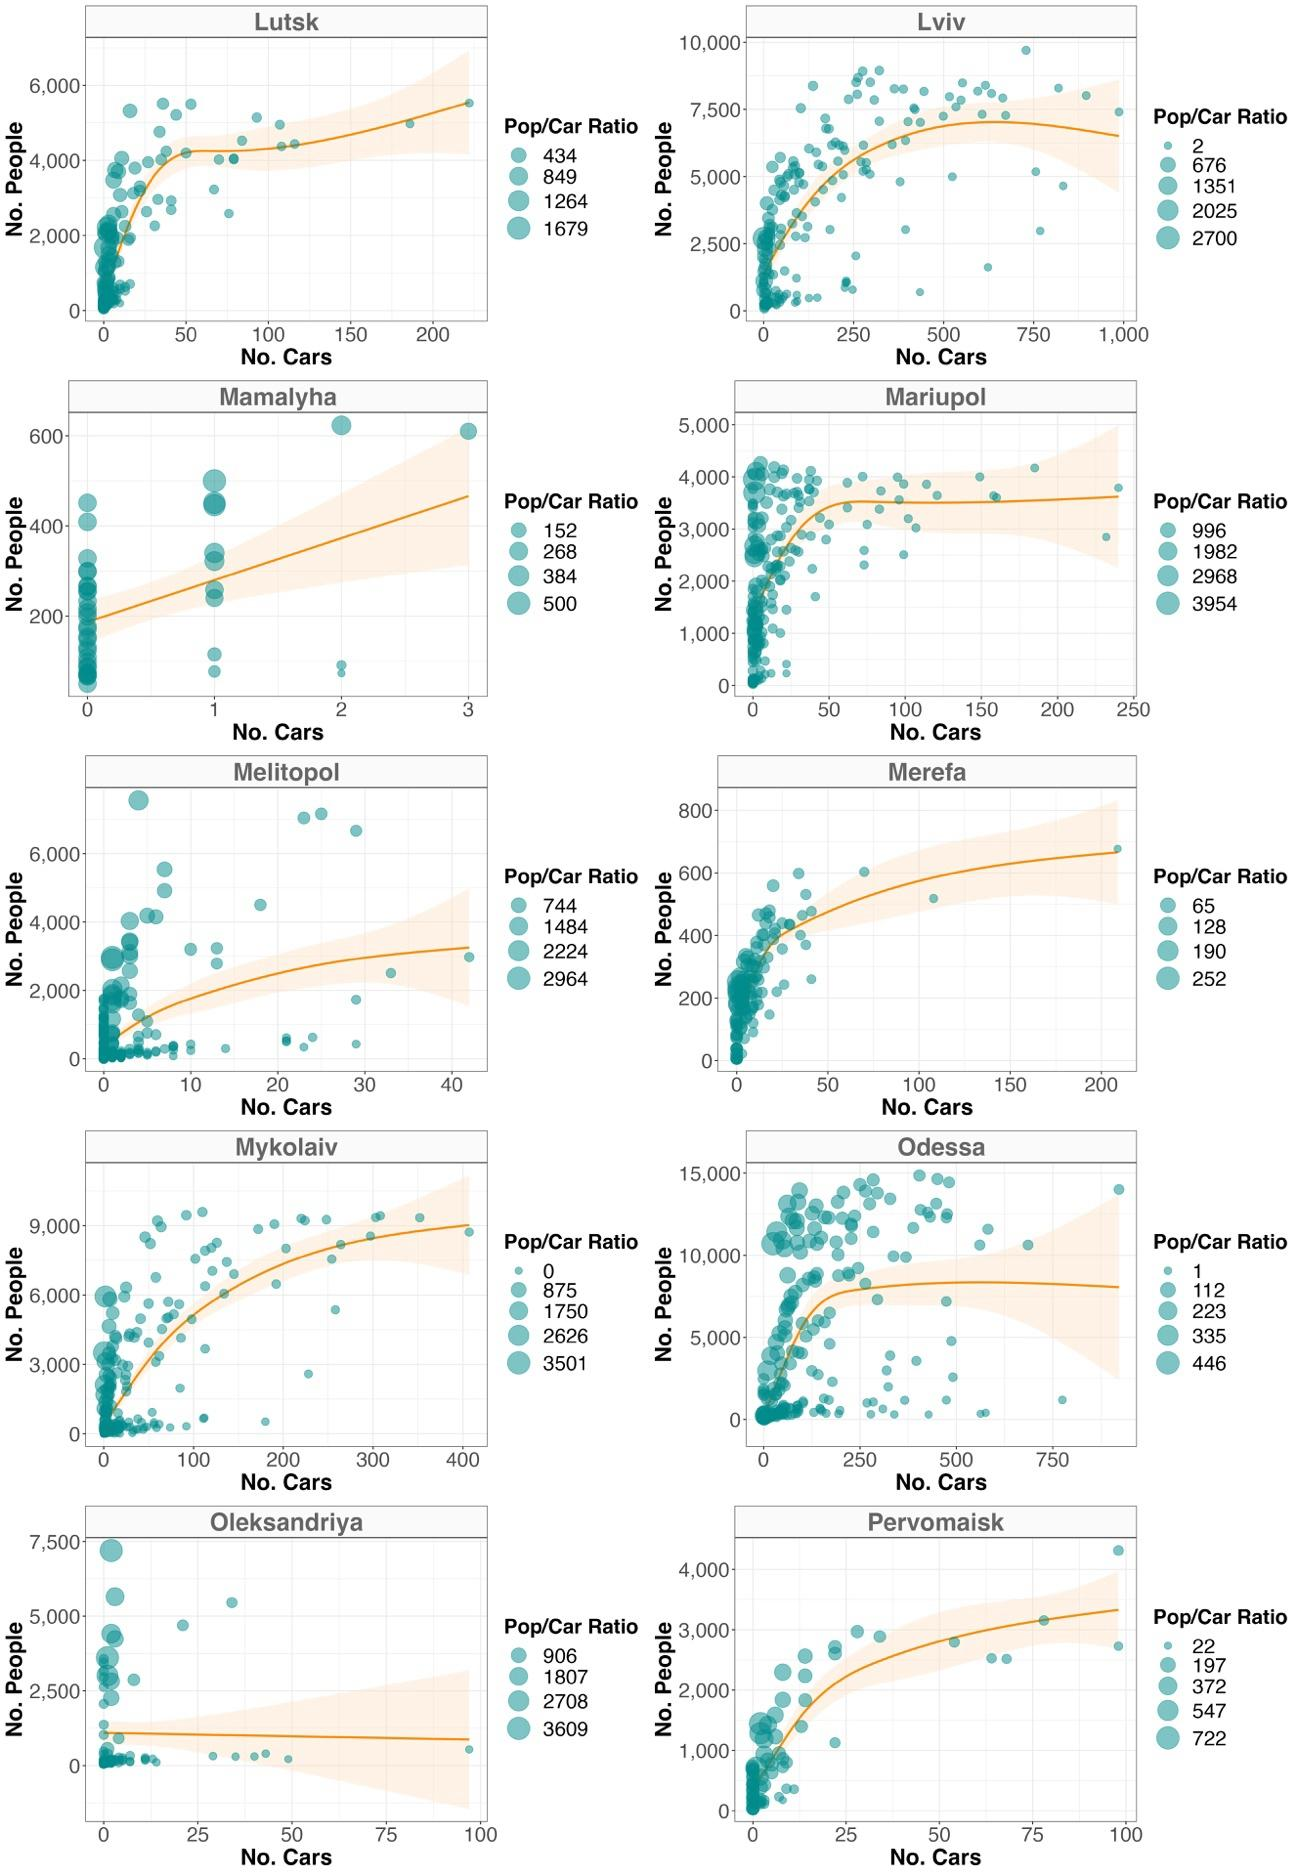 Lutsk
No. People
6,000
4,000
2,000
0
0 50 100 150 200
No. Cars
Pop/Car Ratio
434
849
1264
1679
Lviv
No. People
10,000
7,500
5,000
2,500
0
0 250 500 750 1,000
No. Cars
Pop/Car Ratio
2
676
1351
2025
2700
Mamalyha
No. People
600
400
200
0 1 2 3
No. Cars
Pop/Car Ratio
152
268
384
500
Mariupol
No. People
5,000
4,000
3,000
2,000
1,000
0
0 50 100 150 200 250
No. Cars
Pop/Car Ratio
996
1982
2968
3954
Melitopol
No. People
6,000
4,000
2,000
0
0 10 20 30 40
No. Cars
Pop/Car Ratio
744
1484
2224
2964
Merefa
No. People
800
600
400
200
0
0 50 100 150 200
No. Cars
Pop/Car Ratio
65
128
190
252
Mykolaiv
No. People
9,000
6,000
3,000
0
0 100 200 300 400
No. Cars
Pop/Car Ratio
0
875
1750
2626
3501
Odessa
No. People
15,000
10,000
5,000
0
0 250 500 750
No. Cars
Pop/Car Ratio
1
112
223
335
446
Oleksandriya
No. People
7,500
5,000
2,500
0
0 25 50 75 100
No. Cars
Pop/Car Ratio
906
1807
2708
3609
Pervomaisk
No. People
4,000
3,000
2,000
1,000
0
0 25 50 75 100
No. Cars
Pop/Car Ratio
22
197
372
547
722